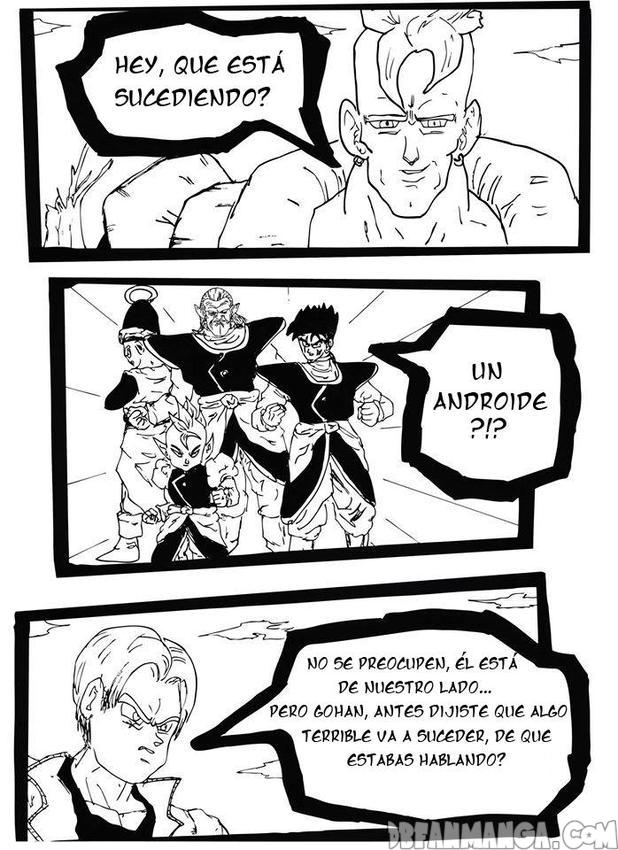 HEY, QUE ESTÁ
SUCEDIENDO?
UN
ANDROIDE
?!?
NO SE PREOCUPEN, ÉL ESTÁ
DE NUESTRO LADO...
PERO GOHAN, ANTES DIJISTE QUE ALGO
TERRIBLE VA A SUCEDER, DE QUE
ESTABAS HABLANDO?
DBFANMANGA.COM